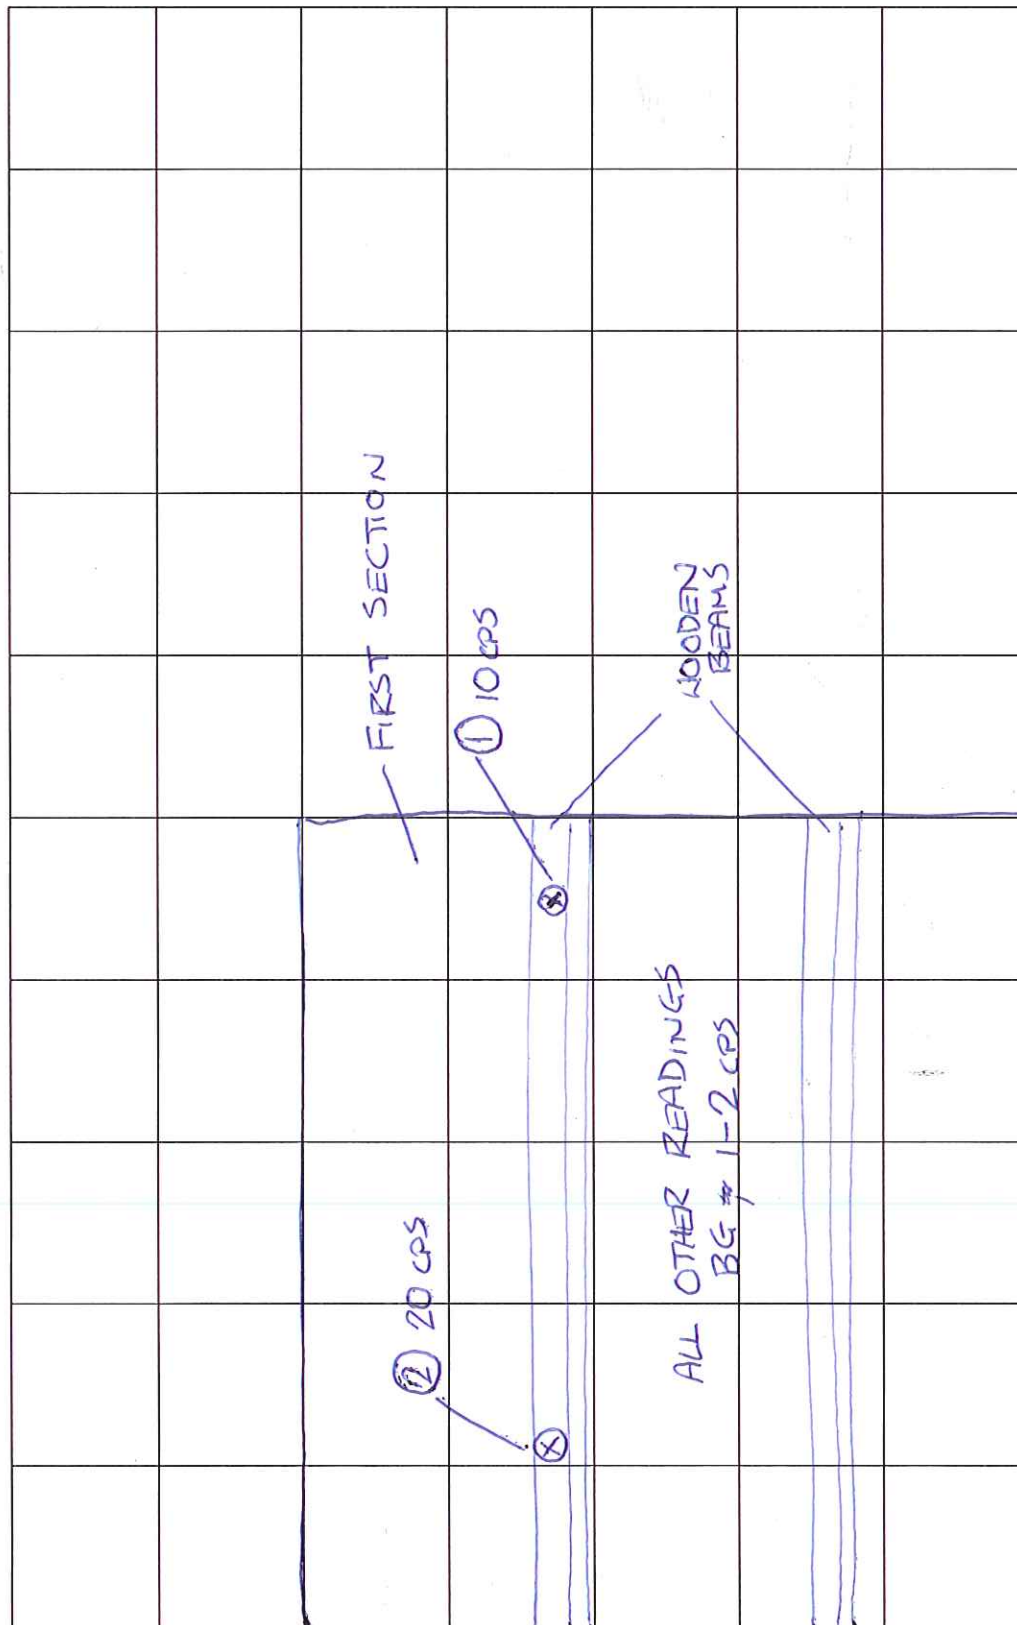 FIRST SECTION
① 10 CPS
② 20 CPS
WOODEN
BEAMS
ALL OTHER READINGS
BG 1-2 CPS